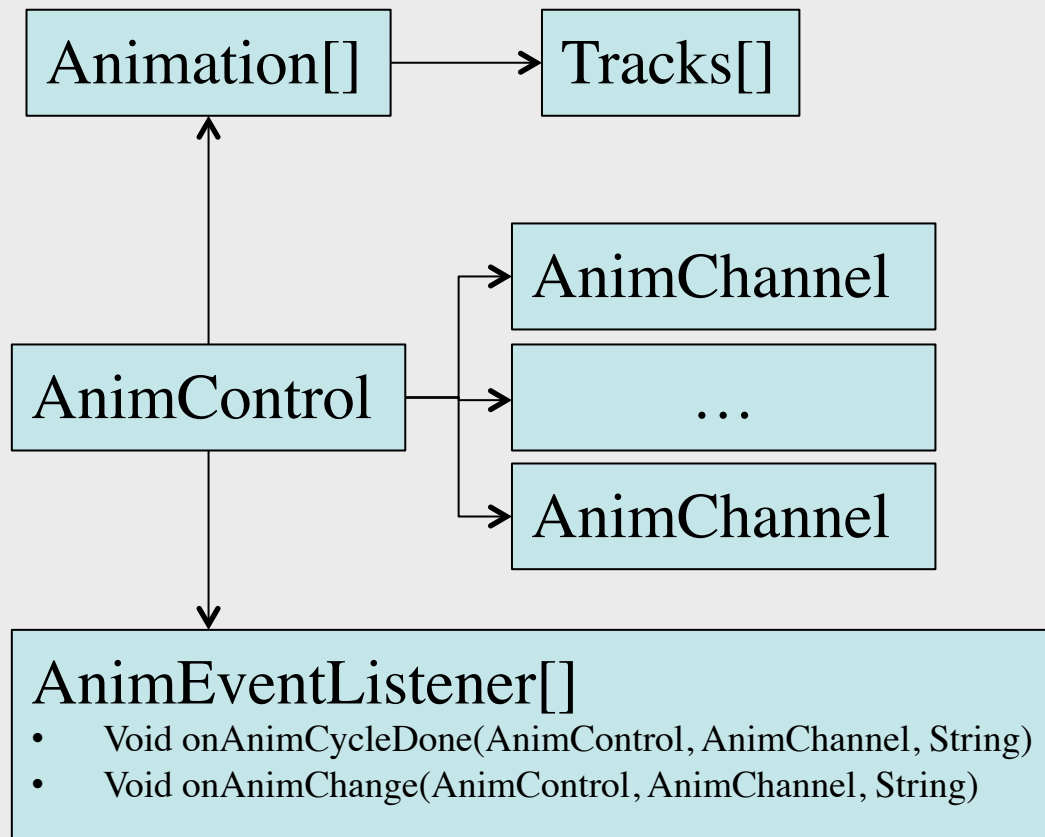 Animation[]
Tracks[]
AnimChannel
AnimControl
…
AnimChannel
AnimEventListener[]
• Void onAnimCycleDone(AnimControl, AnimChannel, String)
• Void onAnimChange(AnimControl, AnimChannel, String)